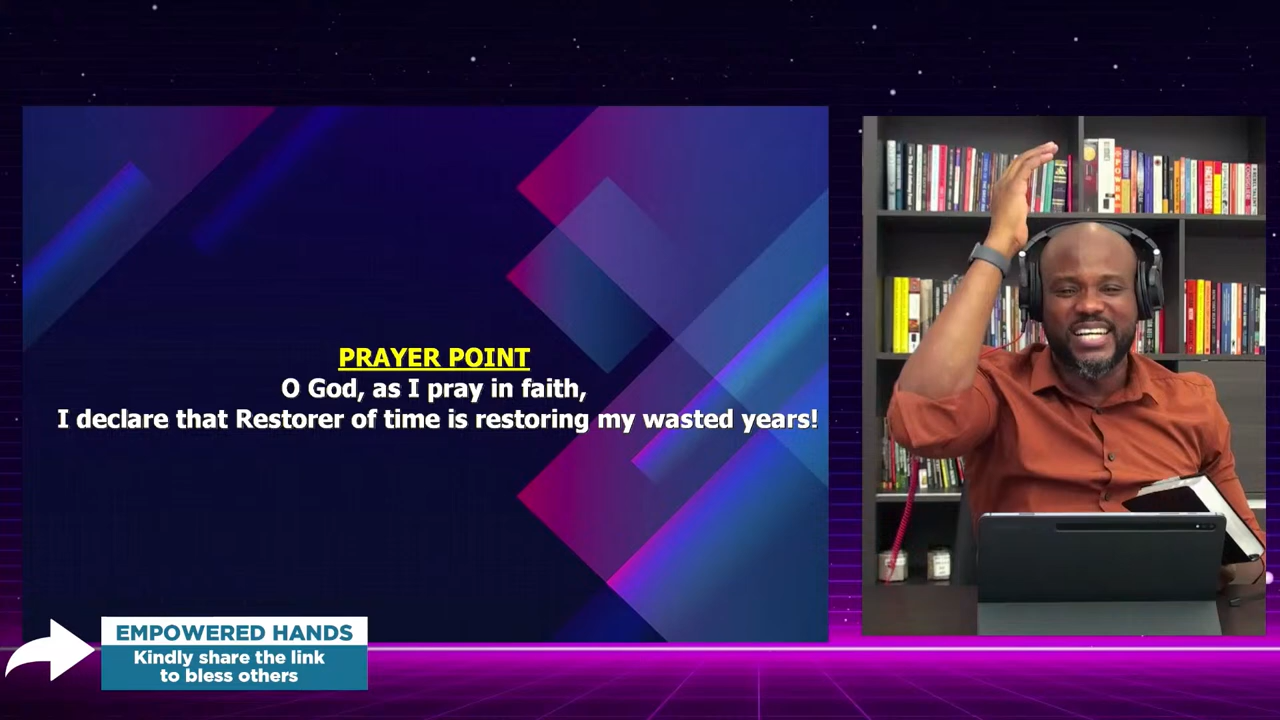 PRAYER POINT
O God, as I pray in faith,
I declare that Restorer of time is restoring my wasted years!
EMPOWERED HANDS
Kindly share the link
to bless others